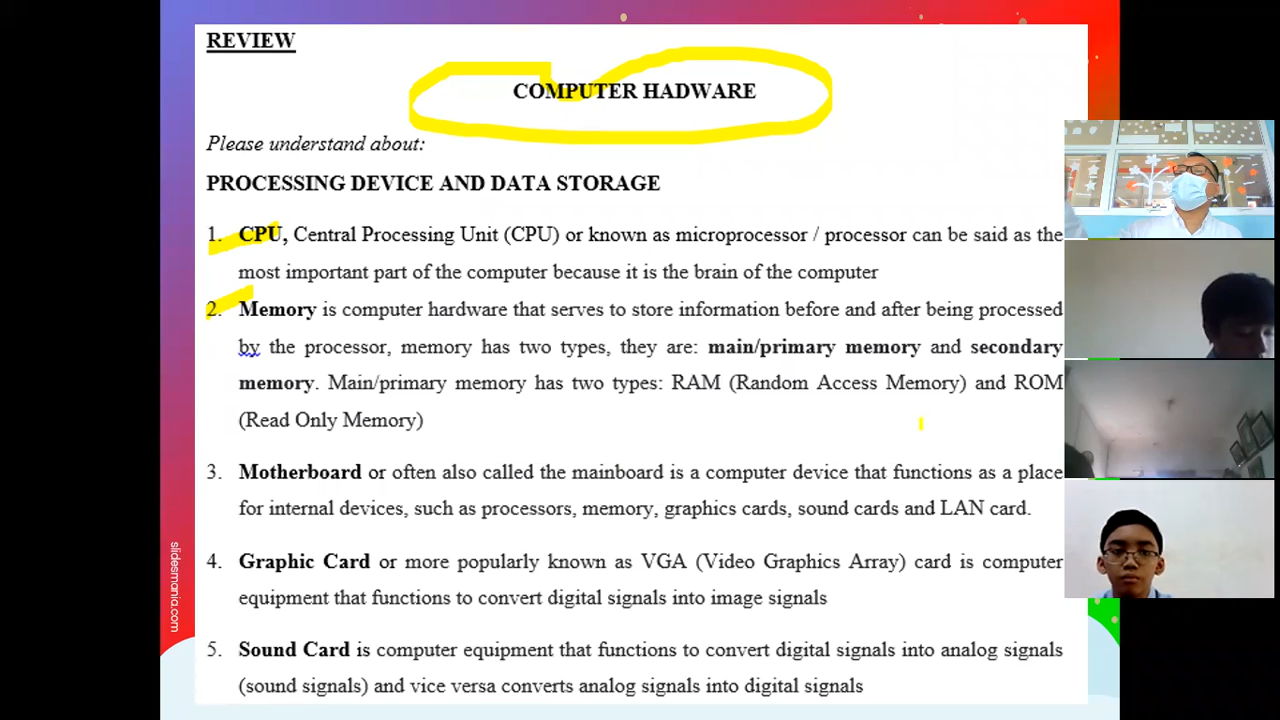 REVIEW
COMPUTER HADWARE
Please understand about:
PROCESSING DEVICE AND DATA STORAGE
1. CPU, Central Processing Unit (CPU) or known as microprocessor / processor can be said as the
most important part of the computer because it is the brain of the computer
2. Memory is computer hardware that serves to store information before and after being processed
by the processor, memory has two types, they are: main/primary memory and secondary
memory. Main/primary memory has two types: RAM (Random Access Memory) and ROM
(Read Only Memory)
3. Motherboard or often also called the mainboard is a computer device that functions as a place
for internal devices, such as processors, memory, graphics cards, sound cards and LAN card.
4. Graphic Card or more popularly known as VGA (Video Graphics Array) card is computer
equipment that functions to convert digital signals into image signals
5. Sound Card is computer equipment that functions to convert digital signals into analog signals
(sound signals) and vice versa converts analog signals into digital signals
slidesmania.com